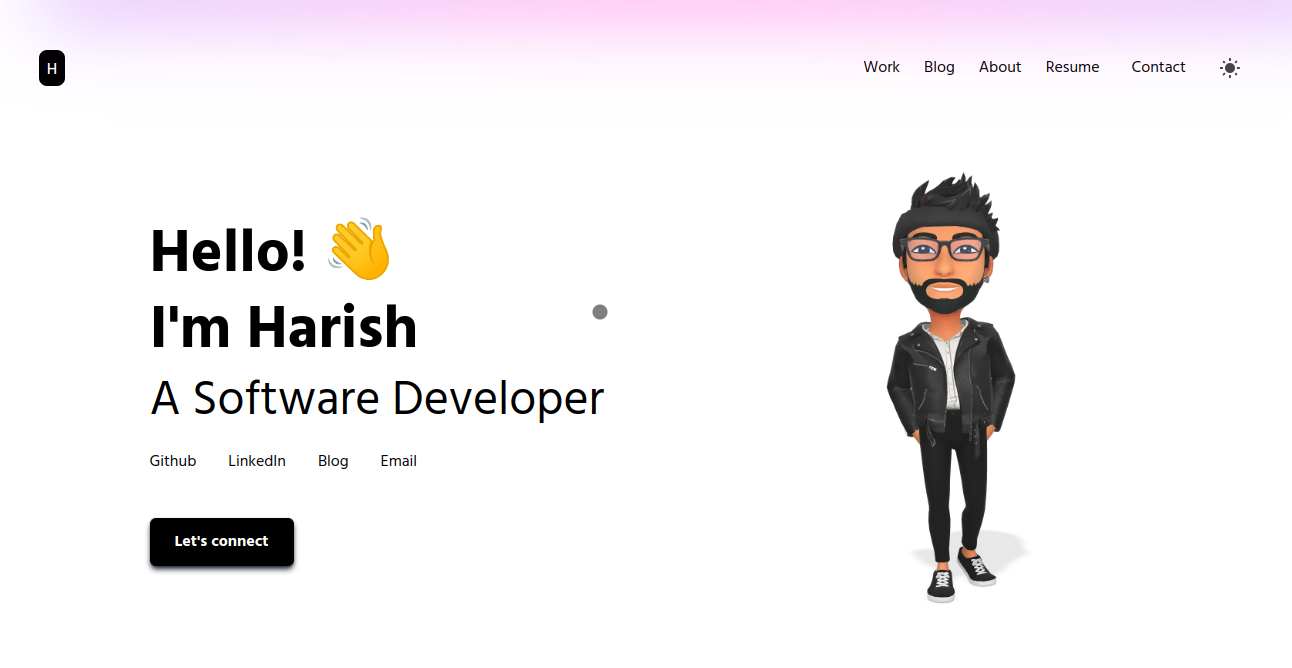 H
Work Blog About Resume Contact
Hello! 👋
I'm Harish
A Software Developer
Github LinkedIn Blog Email
Let's connect